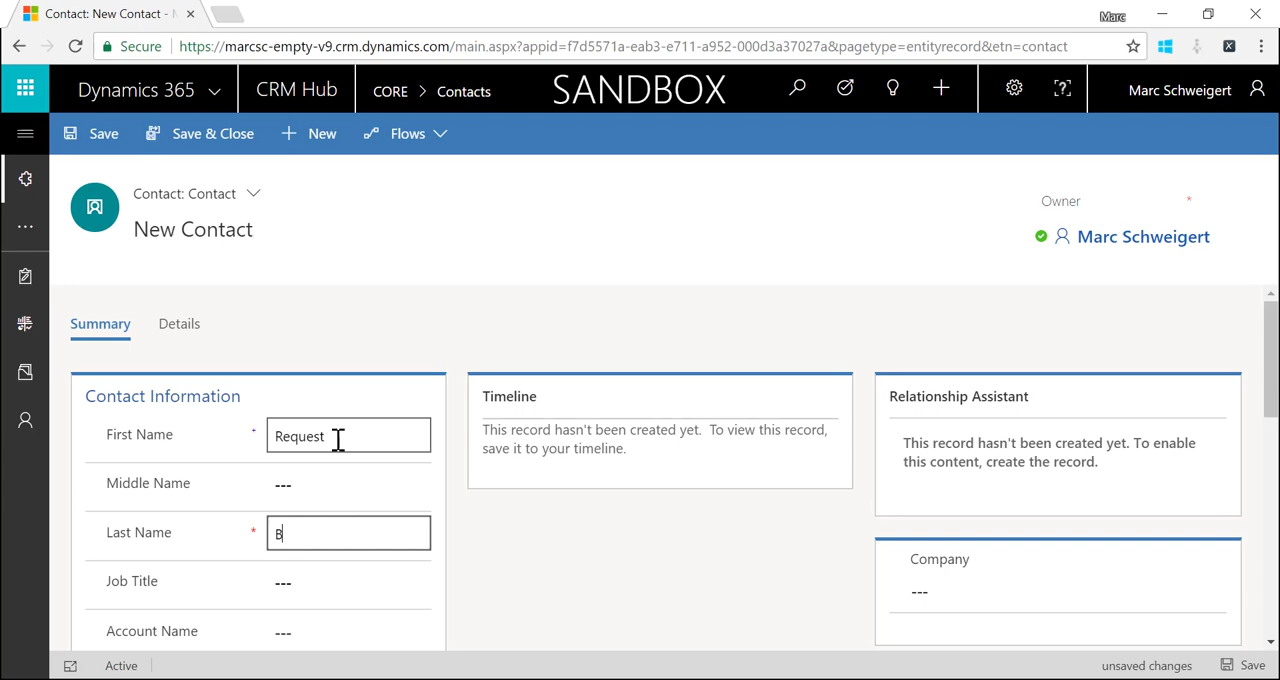 Contact: New Contact -
Marc
Secure
https://marcsc-empty-v9.crm.dynamics.com/main.aspx?appid=f7d5571a-eab3-e711-a952-000d3a37027a&pagetype=entityrecord&etn=contact
Dynamics 365
CRM Hub
CORE > Contacts
SANDBOX
Marc Schweigert
Save
Save & Close
New
Flows
Contact: Contact
New Contact
Owner *
Marc Schweigert
Summary
Details
Contact Information
First Name + Request
Middle Name ---
Last Name * B
Job Title ---
Account Name ---
Timeline
This record hasn't been created yet. To view this record,
save it to your timeline.
Relationship Assistant
This record hasn't been created yet. To enable
this content, create the record.
Company
---
Active
unsaved changes
Save